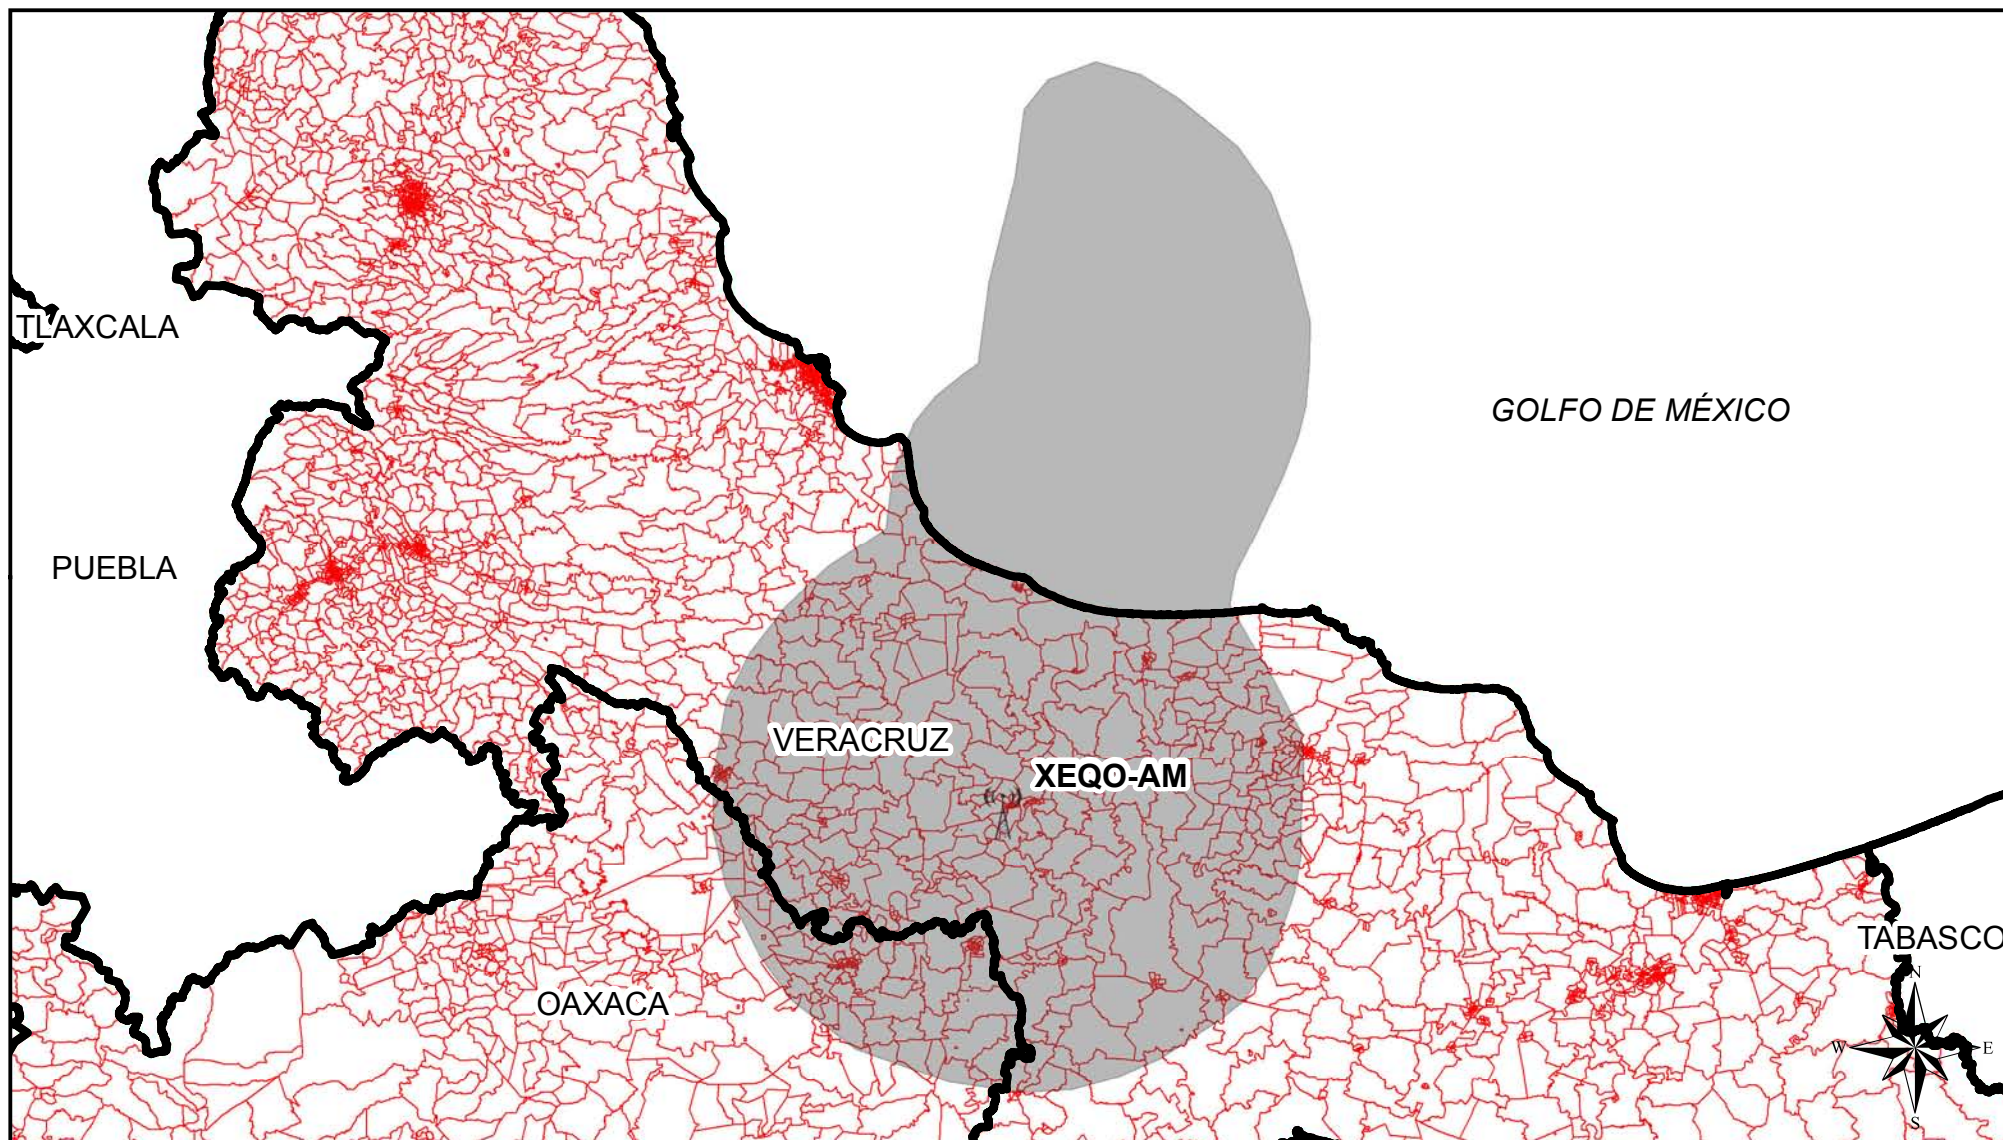 TLAXCALA
GOLFO DE MÉXICO
PUEBLA
VERACRUZ
XEQO-AM
TABASCO
OAXACA
N
W
E
S